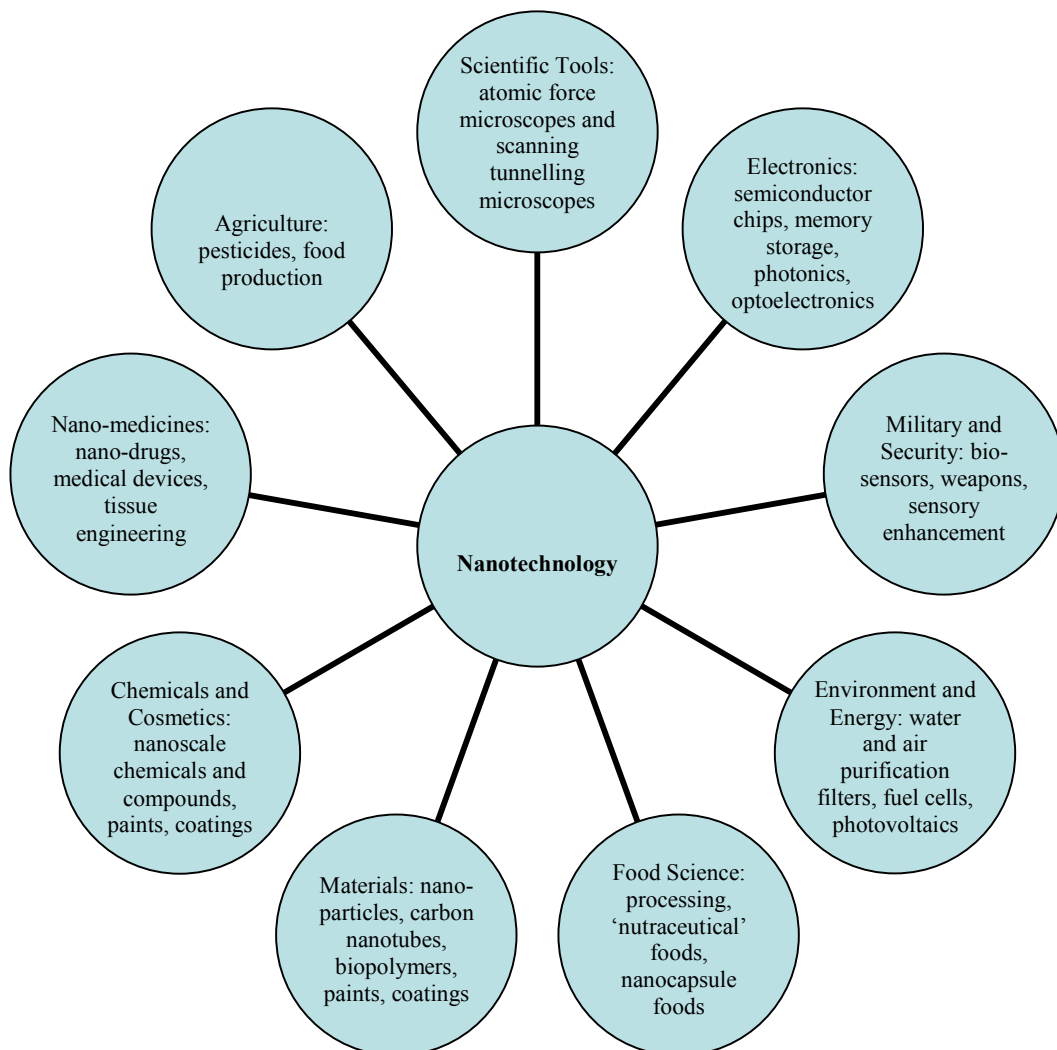 Scientific Tools:
atomic force
microscopes and
scanning
tunnelling
microscopes
Electronics:
semiconductor
chips, memory
storage,
photonics,
optoelectronics
Military and
Security: bio-
sensors, weapons,
sensory
enhancement
Environment and
Energy: water
and air
purification
filters, fuel cells,
photovoltaics
Food Science:
processing,
‘nutraceutical’
foods,
nanocapsule
foods
Materials: nano-
particles, carbon
nanotubes,
biopolymers,
paints, coatings
Chemicals and
Cosmetics:
nanoscale
chemicals and
compounds,
paints, coatings
Nano-medicines:
nano-drugs,
medical devices,
tissue
engineering
Agriculture:
pesticides, food
production
Nanotechnology